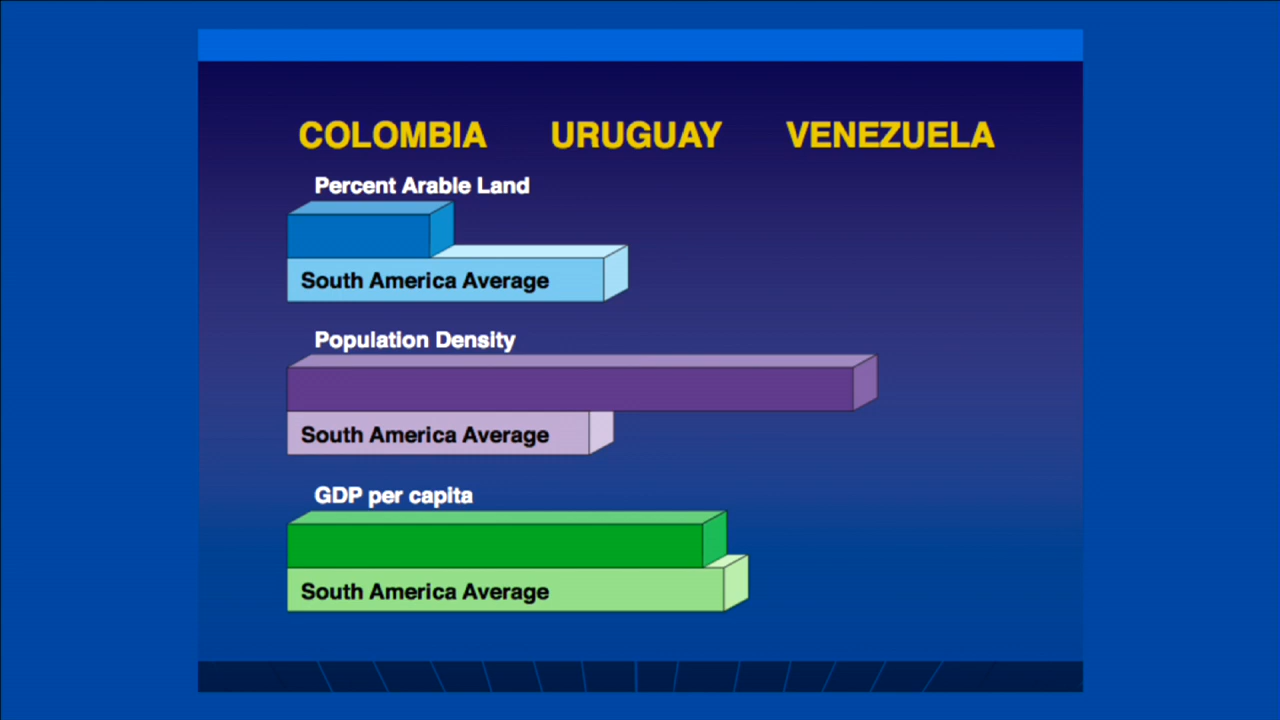 COLOMBIA URUGUAY VENEZUELA
Percent Arable Land
South America Average
Population Density
South America Average
GDP per capita
South America Average